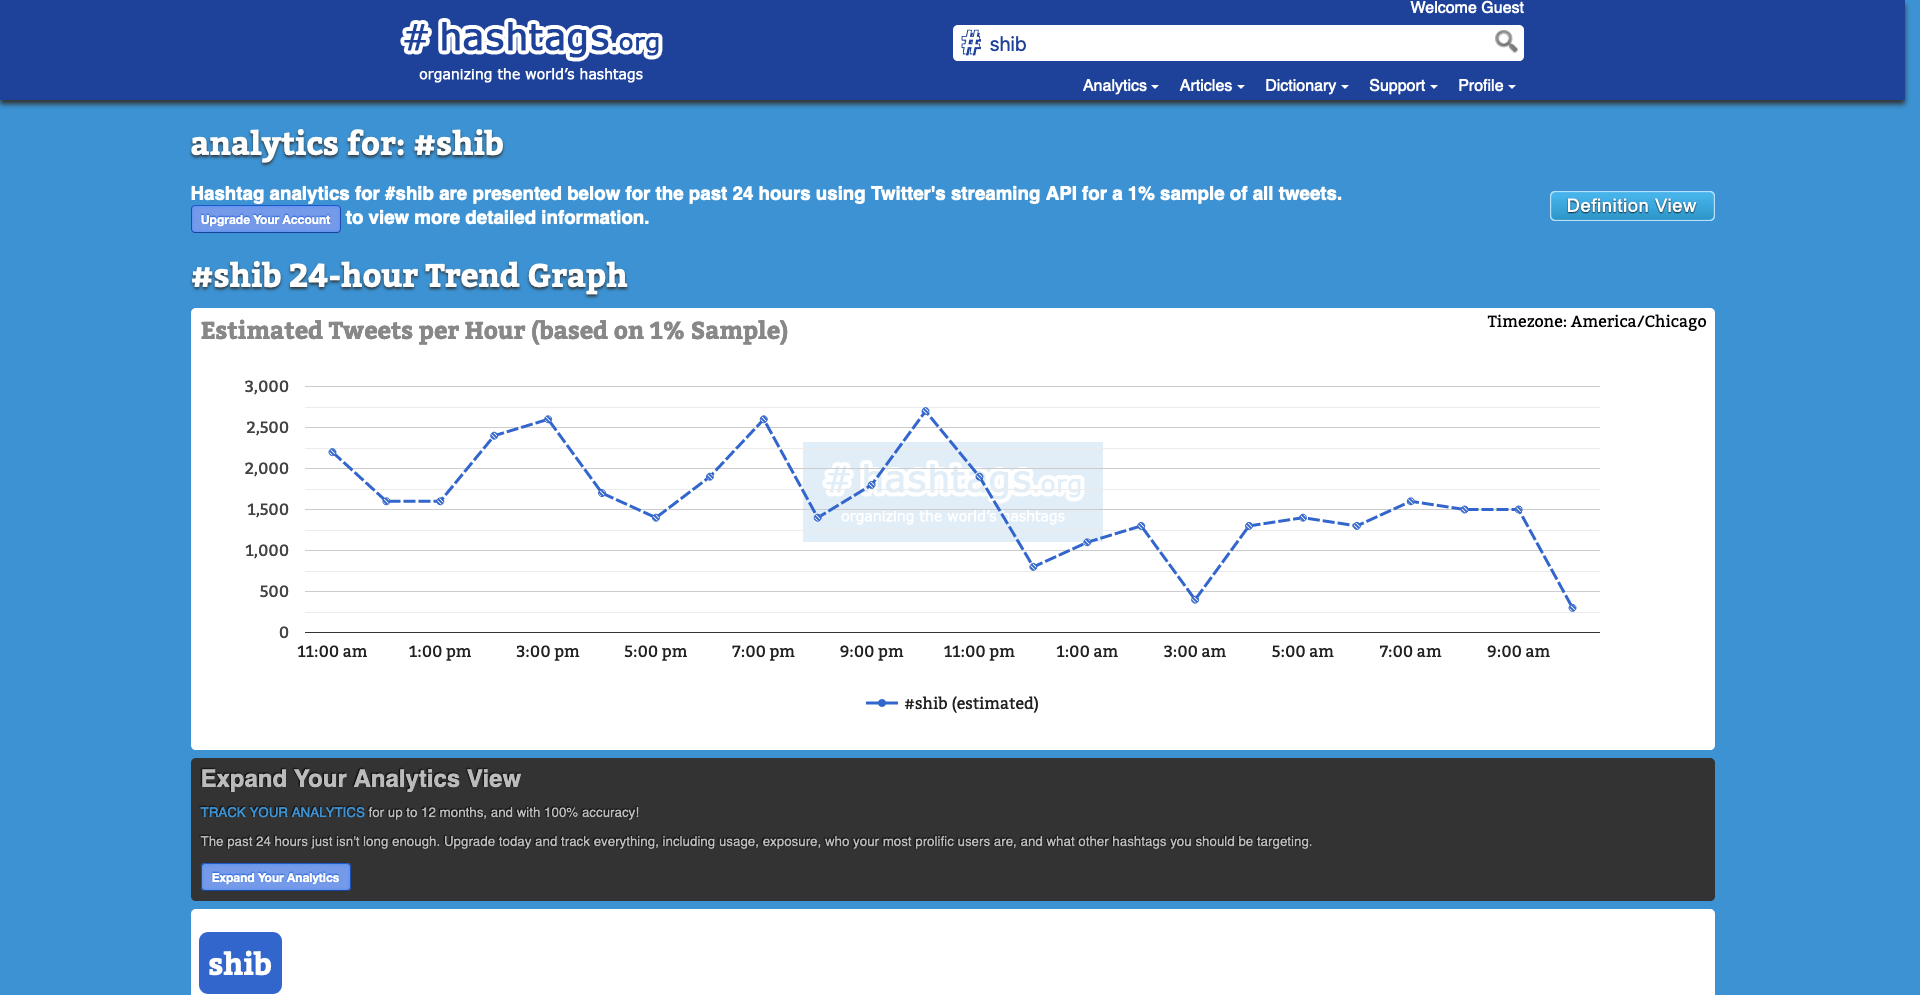 Welcome Guest
# hashtags.org
organizing the world's hashtags
# shib
Analytics Articles Dictionary Support Profile
analytics for: #shib
Hashtag analytics for #shib are presented below for the past 24 hours using Twitter's streaming API for a 1% sample of all tweets.
Upgrade Your Account to view more detailed information.
Definition View
#shib 24-hour Trend Graph
Estimated Tweets per Hour (based on 1% Sample)
Timezone: America/Chicago
3,000
2,500
2,000
1,500
1,000
500
0
# hashtags.org
organizing the world's hashtags
11:00 am 1:00 pm 3:00 pm 5:00 pm 7:00 pm 9:00 pm 11:00 pm 1:00 am 3:00 am 5:00 am 7:00 am 9:00 am
#shib (estimated)
Expand Your Analytics View
TRACK YOUR ANALYTICS for up to 12 months, and with 100% accuracy!
The past 24 hours just isn't long enough. Upgrade today and track everything, including usage, exposure, who your most prolific users are, and what other hashtags you should be targeting.
Expand Your Analytics
shib